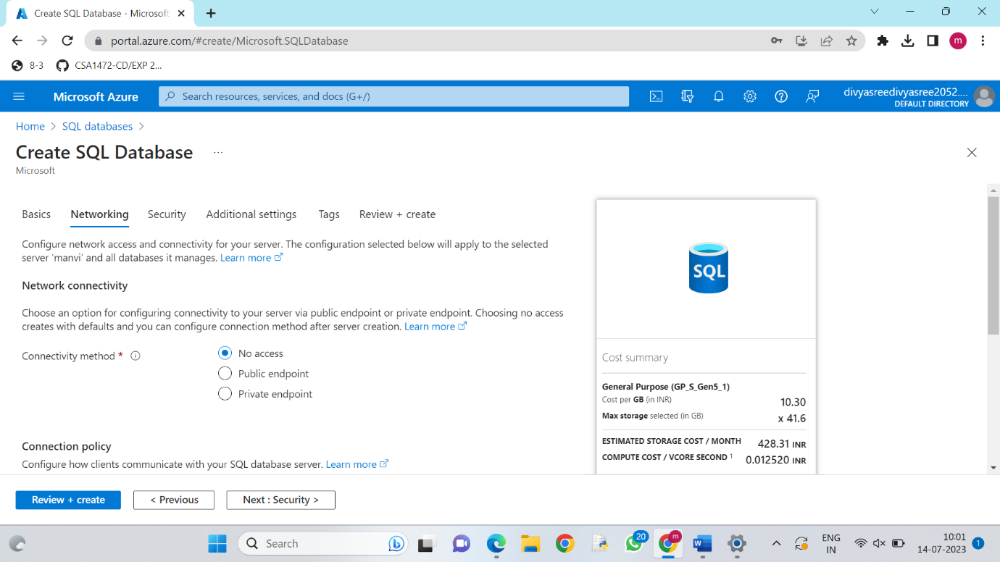 Create SQL Database - Microsoft
portal.azure.com/#create/Microsoft.SQLDatabase
m
8-3
CSA1472-CD/EXP 2...
Microsoft Azure
Search resources, services, and docs (G+/)
divyasreedivyasree2052....
DEFAULT DIRECTORY
Home > SQL databases >
Create SQL Database ...
Microsoft
Basics Networking Security Additional settings Tags Review + create
Configure network access and connectivity for your server. The configuration selected below will apply to the selected
server 'manvi' and all databases it manages. Learn more
Network connectivity
Choose an option for configuring connectivity to your server via public endpoint or private endpoint. Choosing no access
creates with defaults and you can configure connection method after server creation. Learn more
Connectivity method *
No access
Public endpoint
Private endpoint
Connection policy
Configure how clients communicate with your SQL database server. Learn more
SQL
Cost summary
General Purpose (GP_S_Gen5_1)
Cost per GB (in INR) 10.30
Max storage selected (in GB) x 41.6
ESTIMATED STORAGE COST / MONTH 428.31 INR
COMPUTE COST / VCORE SECOND ¹ 0.012520 INR
Review + create
< Previous
Next : Security >
Search
20
m
W
ENG
IN
10:01
14-07-2023
1